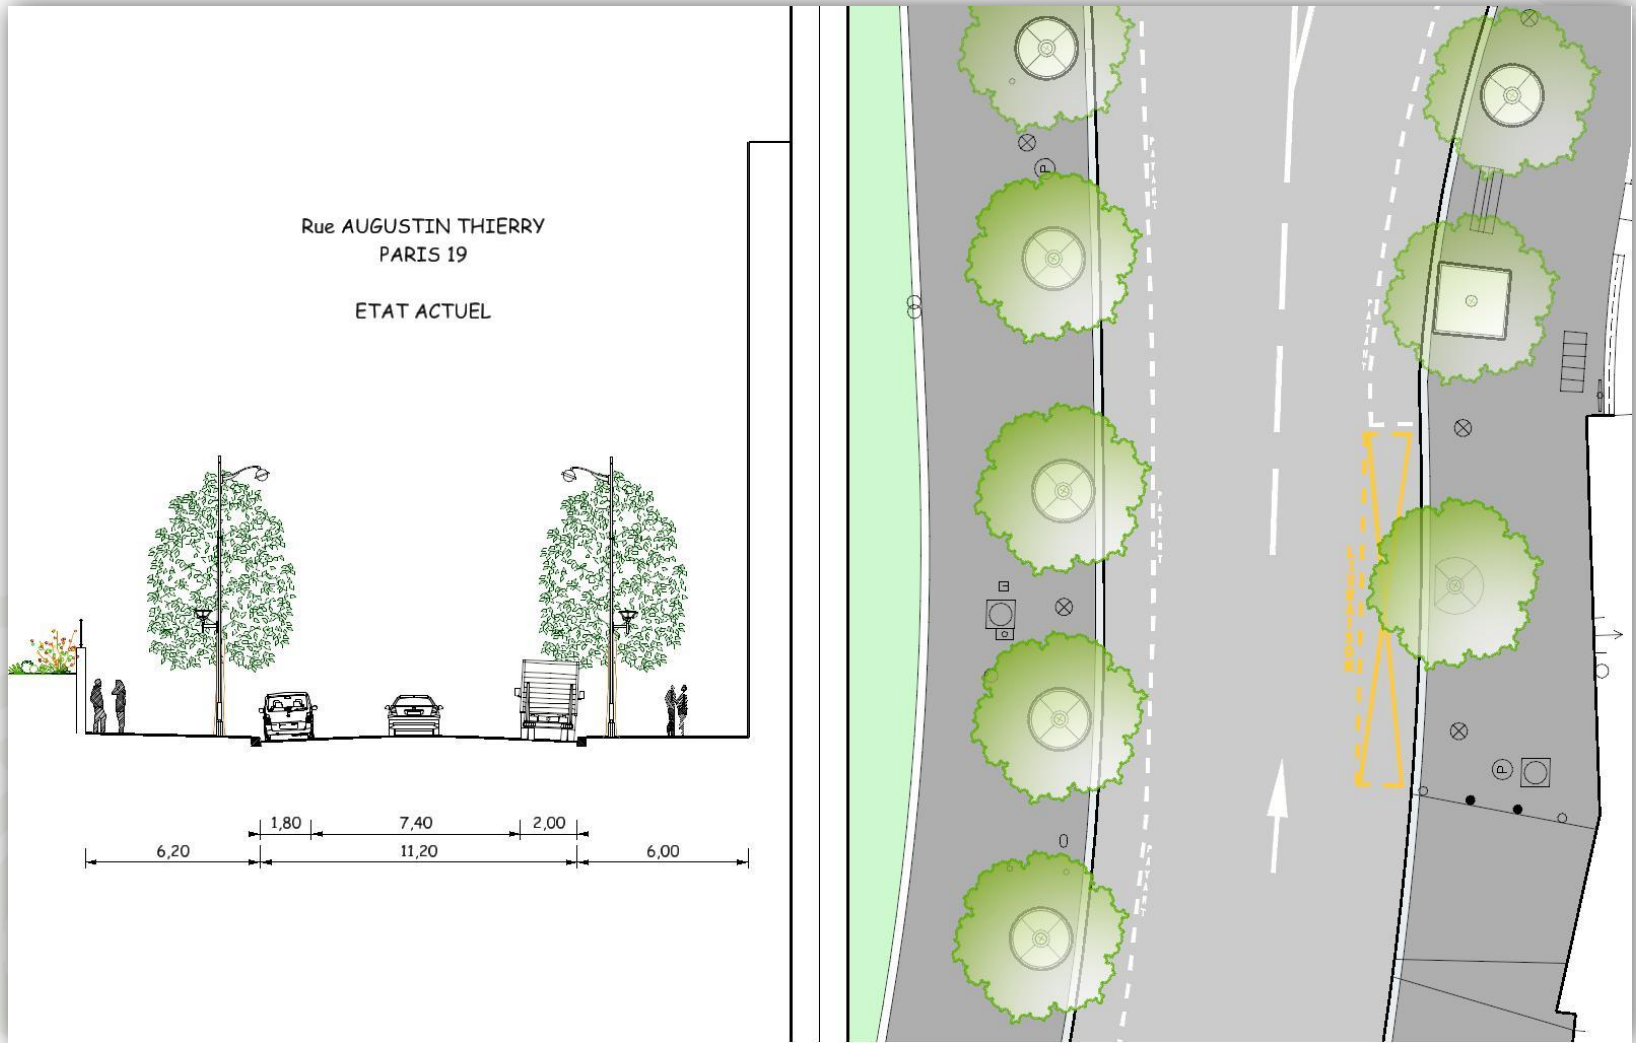 Rue AUGUSTIN THIERRY
PARIS 19
ETAT ACTUEL
1,80
7,40
2,00
6,20
11,20
6,00
P
P